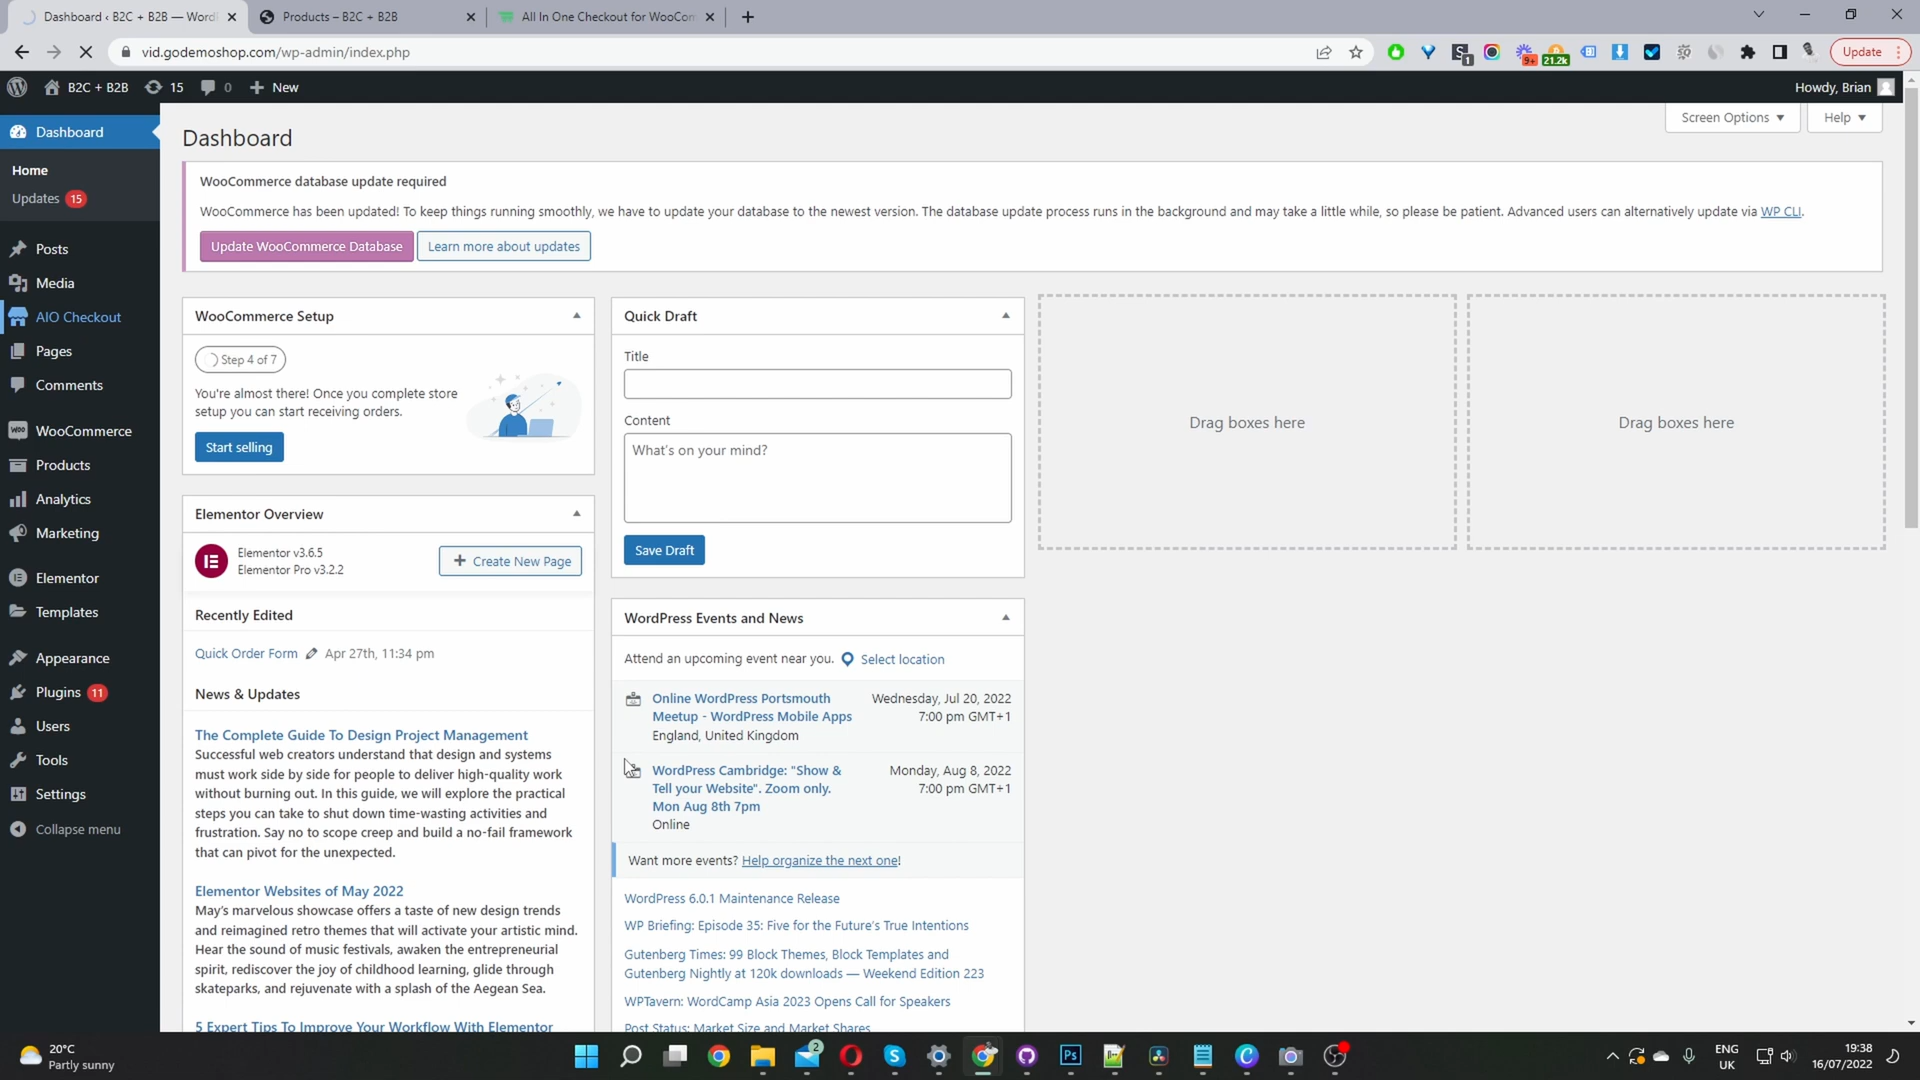 Dashboard ‹ B2C + B2B — Word
Products – B2C + B2B
All In One Checkout for WooCom
vid.godemoshop.com/wp-admin/index.php
1
9+
21.2k
Update
B2C + B2B
15
0
New
Howdy, Brian
Dashboard
Home
Updates 15
Posts
Media
AIO Checkout
Pages
Comments
WooCommerce
Products
Analytics
Marketing
Elementor
Templates
Appearance
Plugins 11
Users
Tools
Settings
Collapse menu
Screen Options
Help
Dashboard
WooCommerce database update required
WooCommerce has been updated! To keep things running smoothly, we have to update your database to the newest version. The database update process runs in the background and may take a little while, so please be patient. Advanced users can alternatively update via WP CLI.
Update WooCommerce Database
Learn more about updates
WooCommerce Setup
Step 4 of 7
You're almost there! Once you complete store
setup you can start receiving orders.
Start selling
Elementor Overview
Elementor v3.6.5
Elementor Pro v3.2.2
Create New Page
Recently Edited
Quick Order Form Apr 27th, 11:34 pm
News & Updates
The Complete Guide To Design Project Management
Successful web creators understand that design and systems
must work side by side for people to deliver high-quality work
without burning out. In this guide, we will explore the practical
steps you can take to shut down time-wasting activities and
frustration. Say no to scope creep and build a no-fail framework
that can pivot for the unexpected.
Elementor Websites of May 2022
May's marvelous showcase offers a taste of new design trends
and reimagined retro themes that will activate your artistic mind.
Hear the sound of music festivals, awaken the entrepreneurial
spirit, rediscover the joy of childhood learning, glide through
skateparks, and rejuvenate with a splash of the Aegean Sea.
5 Expert Tips To Improve Your Workflow With Elementor
Quick Draft
Title
Content
What's on your mind?
Save Draft
WordPress Events and News
Attend an upcoming event near you. Select location
Online WordPress Portsmouth
Meetup - WordPress Mobile Apps
England, United Kingdom
Wednesday, Jul 20, 2022
7:00 pm GMT+1
WordPress Cambridge: "Show &
Tell your Website". Zoom only.
Mon Aug 8th 7pm
Online
Monday, Aug 8, 2022
7:00 pm GMT+1
Want more events? Help organize the next one!
WordPress 6.0.1 Maintenance Release
WP Briefing: Episode 35: Five for the Future's True Intentions
Gutenberg Times: 99 Block Themes, Block Templates and
Gutenberg Nightly at 120k downloads — Weekend Edition 223
WPTavern: WordCamp Asia 2023 Opens Call for Speakers
Post Status: Market Size and Market Shares
Drag boxes here
Drag boxes here
20°C
Partly sunny
2
Ps
ENG
UK
19:38
16/07/2022